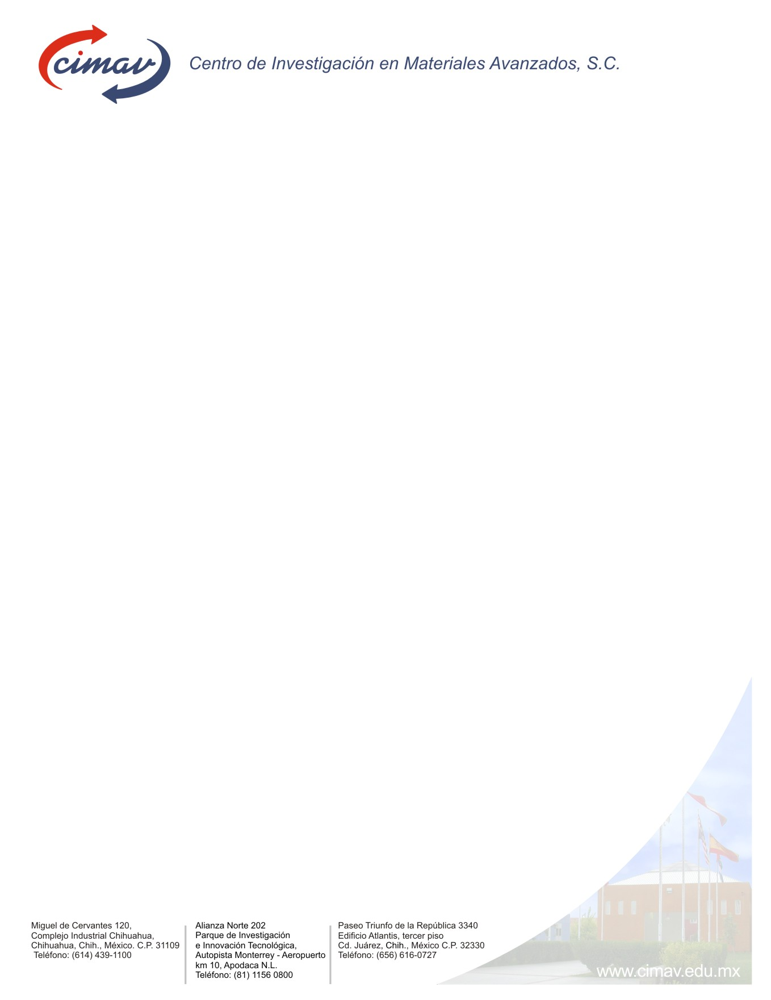 cimav
Centro de Investigación en Materiales Avanzados, S.C.
Miguel de Cervantes 120,
Complejo Industrial Chihuahua,
Chihuahua, Chih., México. C.P. 31109
Teléfono: (614) 439-1100
Alianza Norte 202
Parque de Investigación
e Innovación Tecnológica,
Autopista Monterrey - Aeropuerto
km 10, Apodaca N.L.
Teléfono: (81) 1156 0800
Paseo Triunfo de la República 3340
Edificio Atlantis, tercer piso
Cd. Juárez, Chih., México C.P. 32330
Teléfono: (656) 616-0727
www.cimav.edu.mx